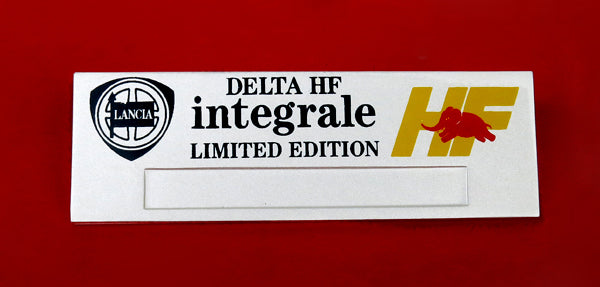 LANCIA
DELTA HF
integrale
LIMITED EDITION
HF